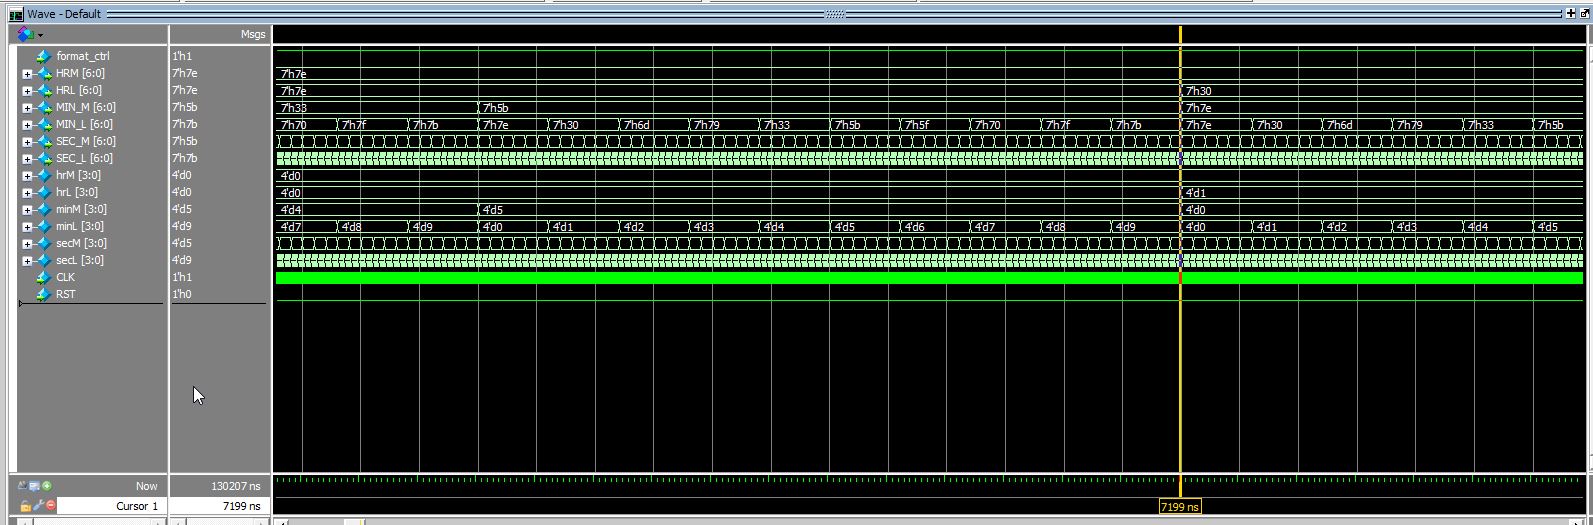 Wave - Default
Msgs
format_ctrl 1'h1
HRM [6:0] 7'h7e 7'h7e
HRL [6:0] 7'h7e 7'h7e 7'h30
MIN_M [6:0] 7'h5b 7'h33 7'h5b 7'h7e
MIN_L [6:0] 7'h7b 7'h70 7'h7f 7'h7b 7'h7e 7'h30 7'h6d 7'h79 7'h33 7'h5b 7'h5f 7'h70 7'h7f 7'h7b 7'h7e 7'h30 7'h6d 7'h79 7'h33 7'h5b
SEC_M [6:0] 7'h5b
SEC_L [6:0] 7'h7b
hrM [3:0] 4'd0 4'd0
hrL [3:0] 4'd0 4'd0 4'd1
minM [3:0] 4'd5 4'd4 4'd5 4'd0
minL [3:0] 4'd9 4'd7 4'd8 4'd9 4'd0 4'd1 4'd2 4'd3 4'd4 4'd5 4'd6 4'd7 4'd8 4'd9 4'd0 4'd1 4'd2 4'd3 4'd4 4'd5
secM [3:0] 4'd5
secL [3:0] 4'd9
CLK 1'h1
RST 1'h0
Now 130207 ns
Cursor 1 7199 ns 7199 ns